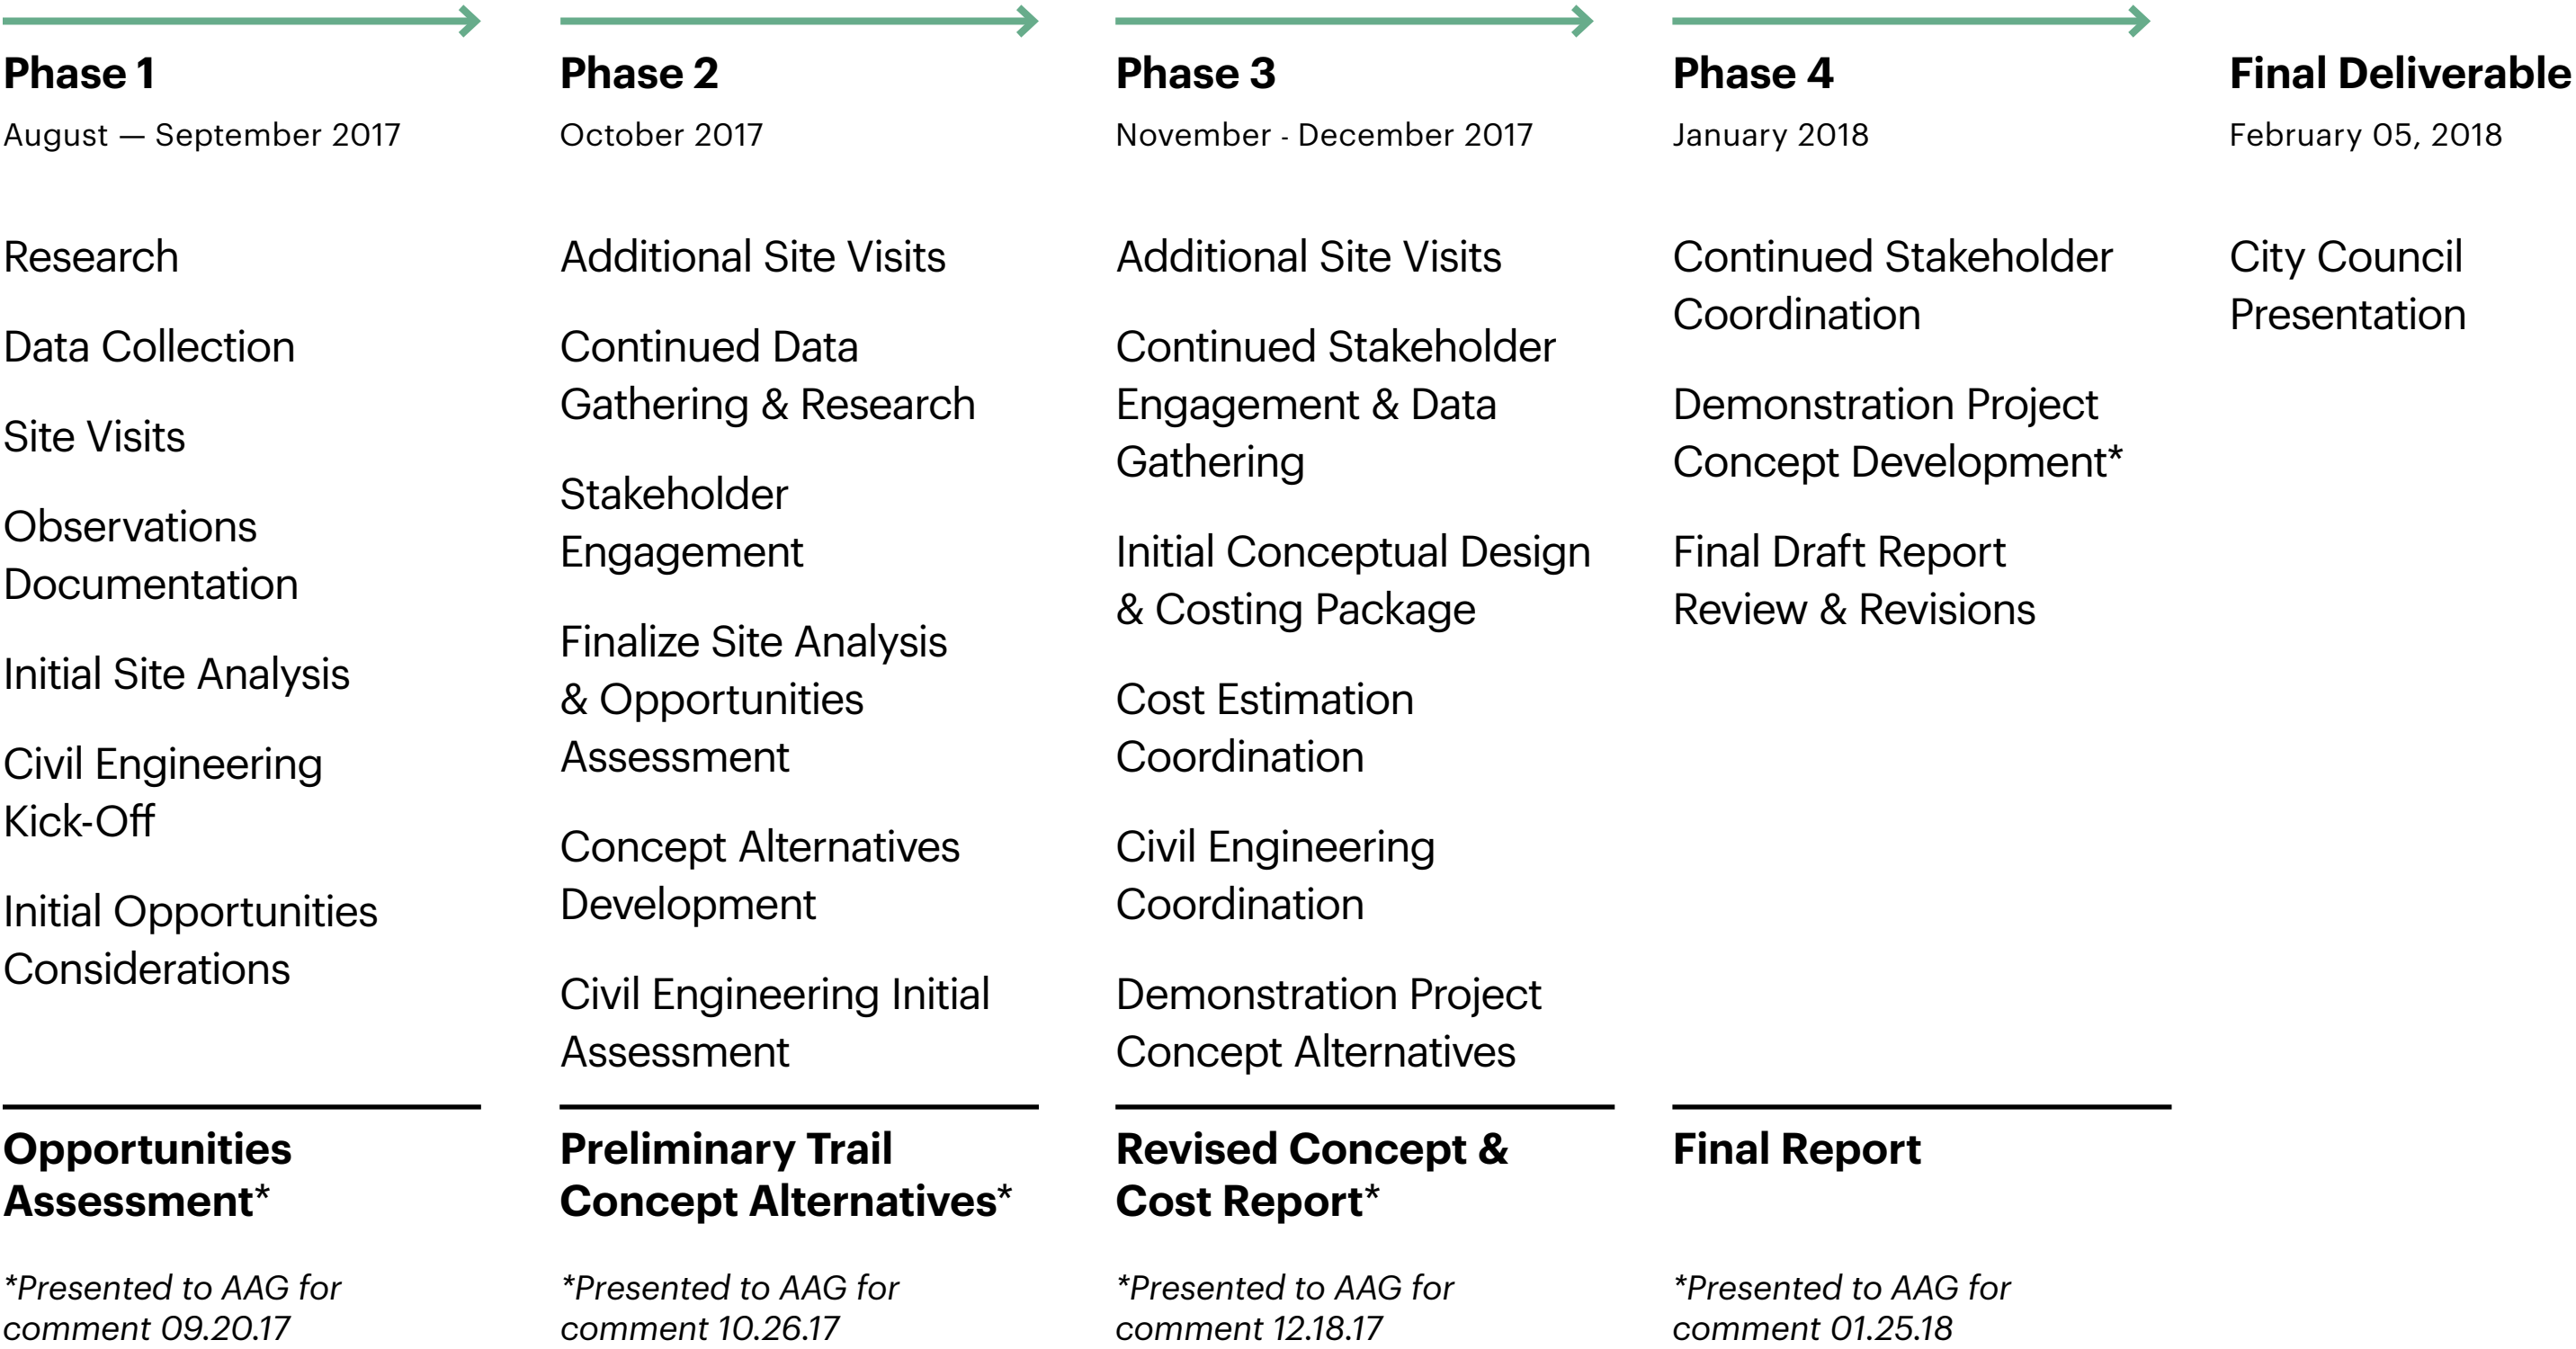 Phase 1
August — September 2017
Research
Data Collection
Site Visits
Observations
Documentation
Initial Site Analysis
Civil Engineering
Kick-Off
Initial Opportunities
Considerations
Opportunities
Assessment*
*Presented to AAG for
comment 09.20.17
Phase 2
October 2017
Additional Site Visits
Continued Data
Gathering & Research
Stakeholder
Engagement
Finalize Site Analysis
& Opportunities
Assessment
Concept Alternatives
Development
Civil Engineering Initial
Assessment
Preliminary Trail
Concept Alternatives*
*Presented to AAG for
comment 10.26.17
Phase 3
November - December 2017
Additional Site Visits
Continued Stakeholder
Engagement & Data
Gathering
Initial Conceptual Design
& Costing Package
Cost Estimation
Coordination
Civil Engineering
Coordination
Demonstration Project
Concept Alternatives
Revised Concept &
Cost Report*
*Presented to AAG for
comment 12.18.17
Phase 4
January 2018
Continued Stakeholder
Coordination
Demonstration Project
Concept Development*
Final Draft Report
Review & Revisions
Final Report
*Presented to AAG for
comment 01.25.18
Final Deliverable
February 05, 2018
City Council
Presentation